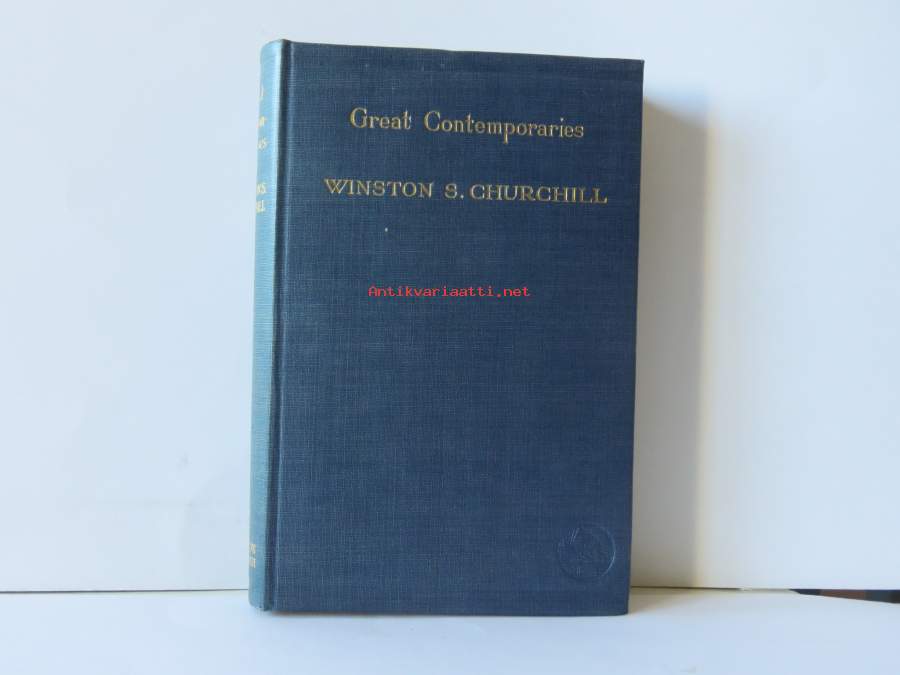 Great Contemporaries
WINSTON S. CHURCHILL
Antikvariaatti.net